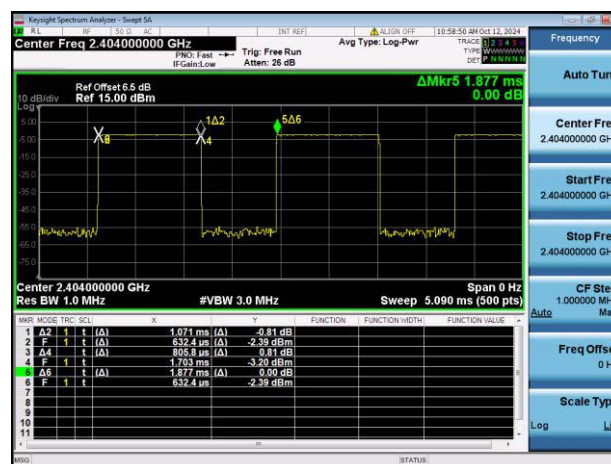 Keysight Spectrum Analyzer - Swept SA
RL RF 50 Ω AC INT REF ALIGN OFF 10:58:50 AM Oct 12, 2024
Center Freq 2.404000000 GHz
PNO: Fast
IFGain:Low
Trig: Free Run
Atten: 26 dB
Avg Type: Log-Pwr
TRACE 1 2 3 4 5
TYPE
DET P N N N N N
Ref Offset 6.5 dB
Ref 15.00 dBm
10 dB/div
Log
ΔMkr5 1.877 ms
0.00 dB
5.00
-5.00
-15.0
-25.0
-35.0
-45.0
-55.0
-65.0
-75.0
1Δ2
4
5Δ6
Center 2.404000000 GHz
Res BW 1.0 MHz
#VBW 3.0 MHz
Span 0 Hz
Sweep 5.090 ms (500 pts)
MKR MODE TRC SCL X Y FUNCTION FUNCTION WIDTH FUNCTION VALUE
1 Δ2 1 t (Δ) 1.071 ms (Δ) -0.81 dB
2 F 1 t 632.4 µs -2.39 dBm
3 Δ4 1 t (Δ) 805.8 µs (Δ) 0.81 dB
4 F 1 t 1.703 ms -3.20 dBm
5 Δ6 1 t (Δ) 1.877 ms (Δ) 0.00 dB
6 F 1 t 632.4 µs -2.39 dBm
7
8
9
10
11
MSG
STATUS
Frequency
Auto Tun
Center Fre
2.404000000 GH
Start Fre
2.404000000 GH
Stop Fre
2.404000000 GH
CF Ste
1.000000 MH
Auto Ma
Freq Offse
0 H
Scale Typ
Log Li